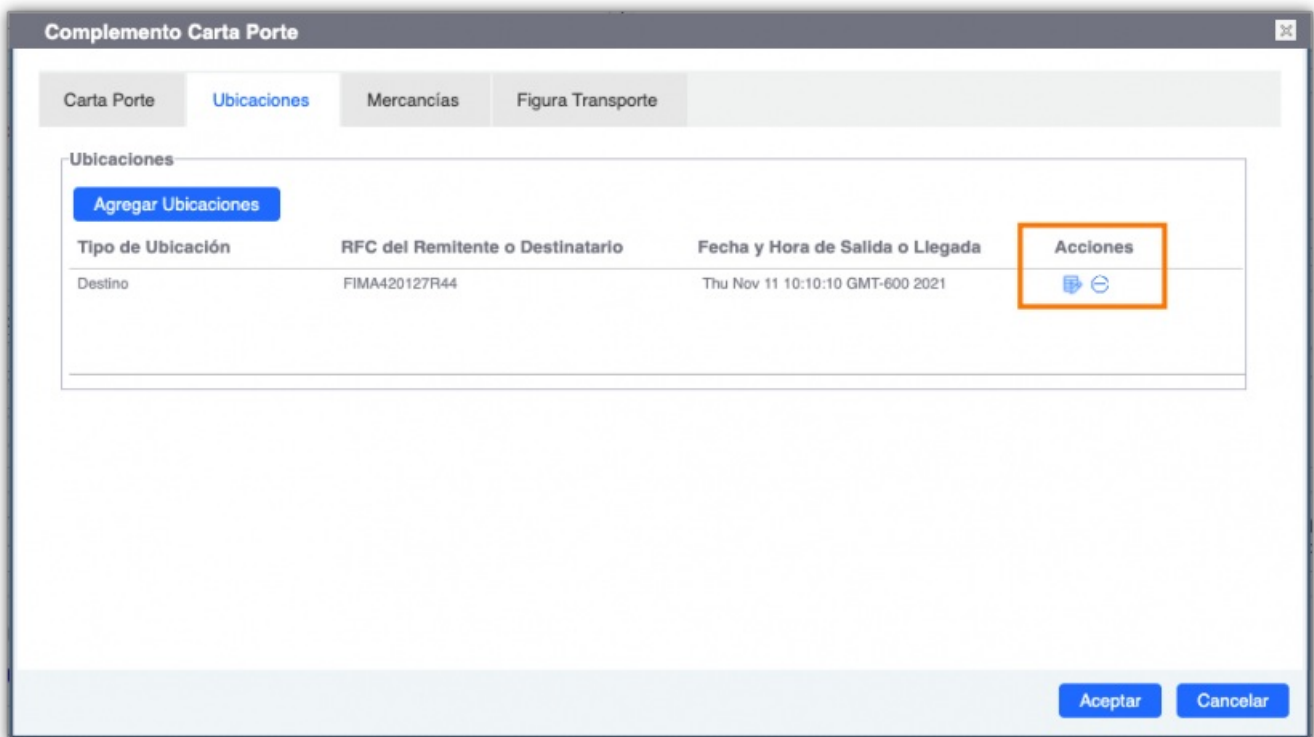 Complemento Carta Porte
Carta Porte Ubicaciones Mercancías Figura Transporte
Ubicaciones
Agregar Ubicaciones
Tipo de Ubicación RFC del Remitente o Destinatario Fecha y Hora de Salida o Llegada Acciones
Destino FIMA420127R44 Thu Nov 11 10:10:10 GMT-600 2021
Aceptar Cancelar